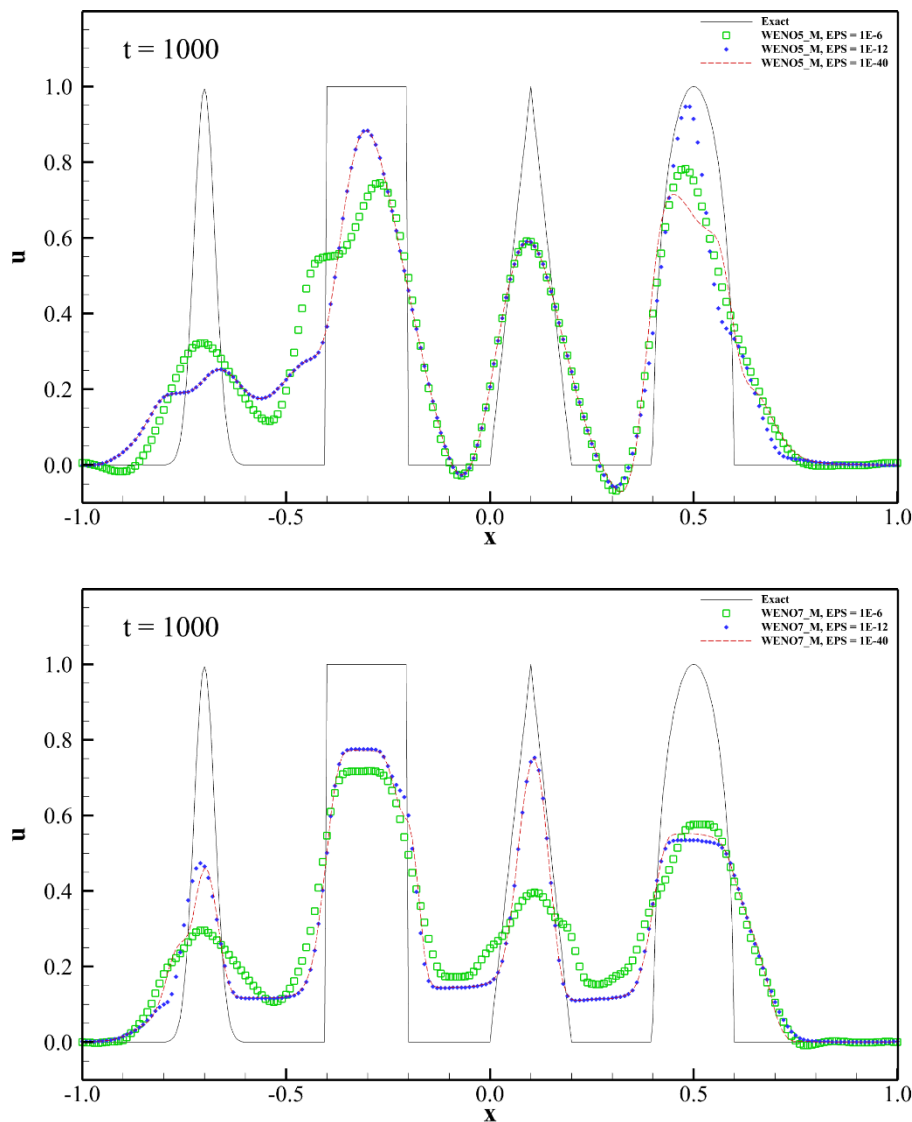 t = 1000
Exact
WENO5_M, EPS = 1E-6
WENO5_M, EPS = 1E-12
WENO5_M, EPS = 1E-40
1.0
0.8
0.6
0.4
0.2
0.0
u
-1.0 -0.5 0.0 0.5 1.0
x
t = 1000
Exact
WENO7_M, EPS = 1E-6
WENO7_M, EPS = 1E-12
WENO7_M, EPS = 1E-40
1.0
0.8
0.6
0.4
0.2
0.0
u
-1.0 -0.5 0.0 0.5 1.0
x